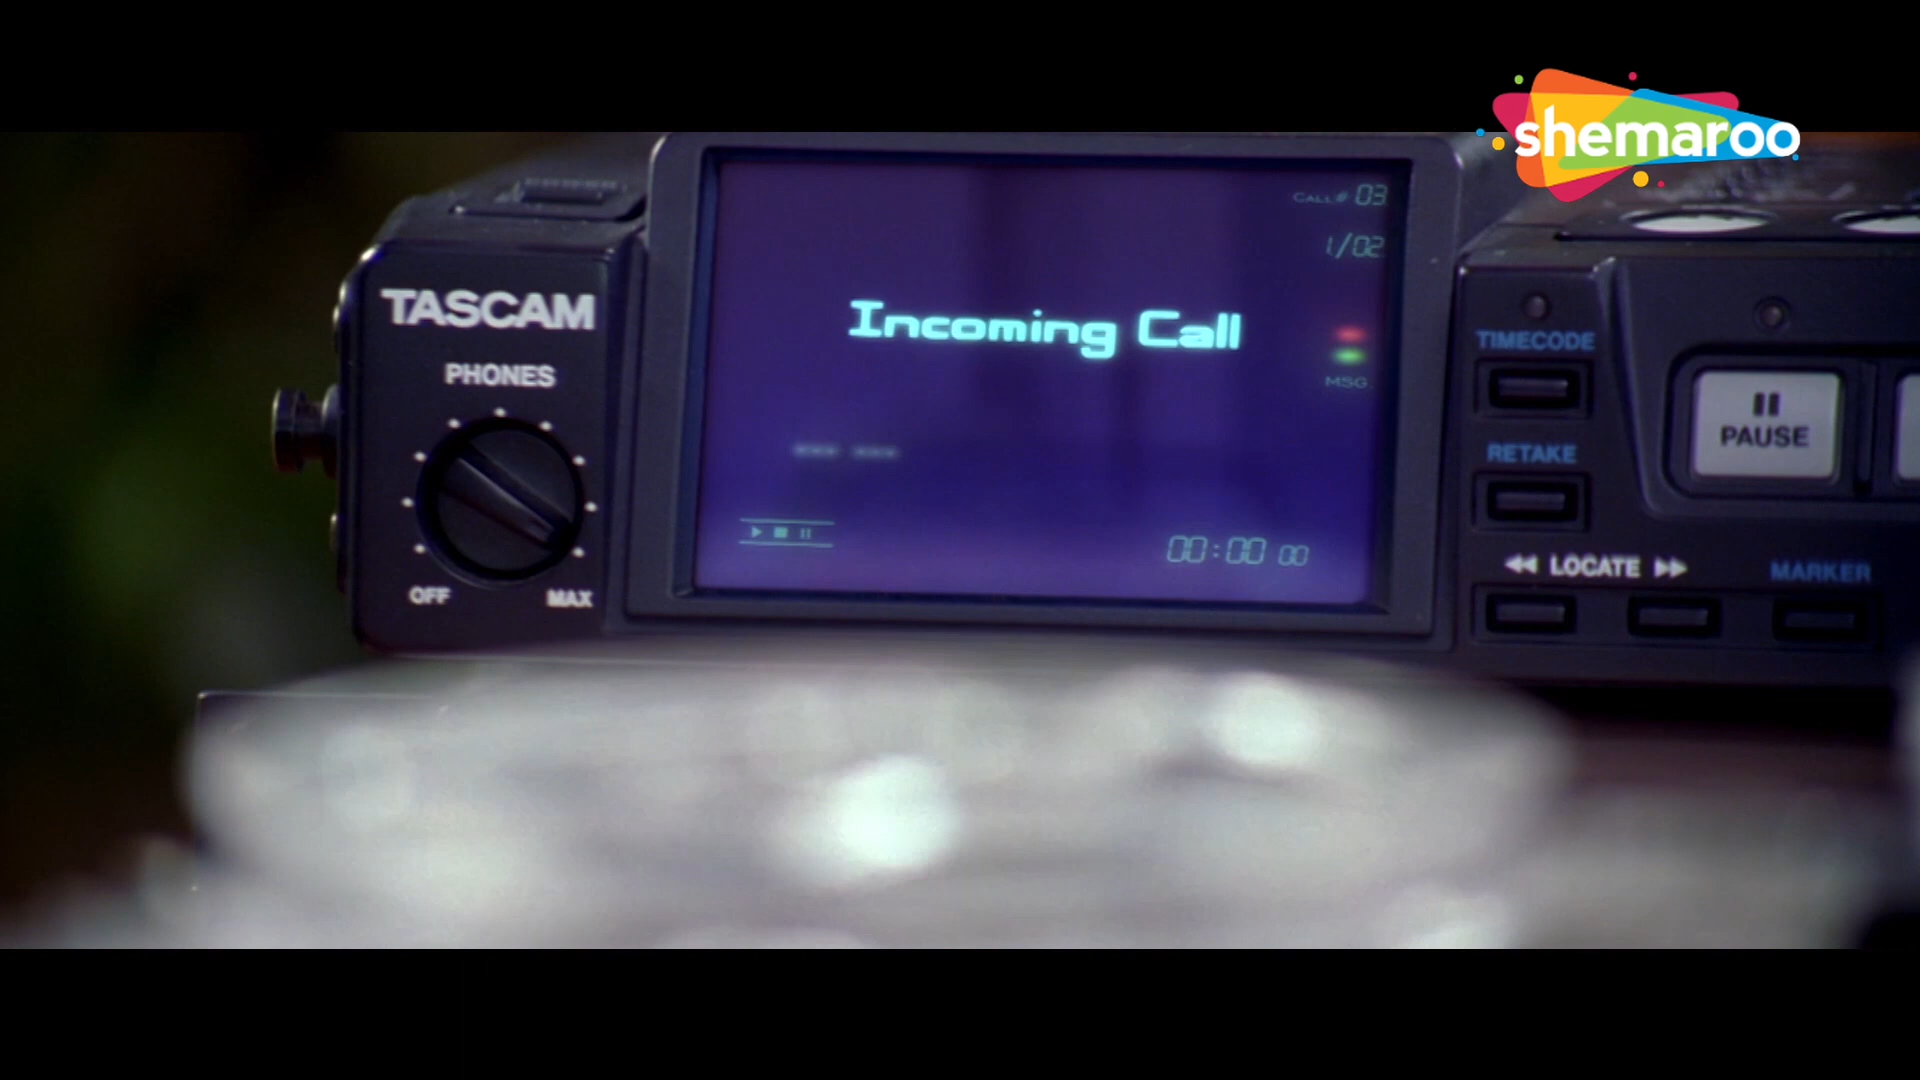 shemaroo
TASCAM
PHONES
OFF
MAX
CALL# 03
1/02
Incoming Call
MSG.
00:00 00
TIMECODE
PAUSE
RETAKE
LOCATE
MARKER